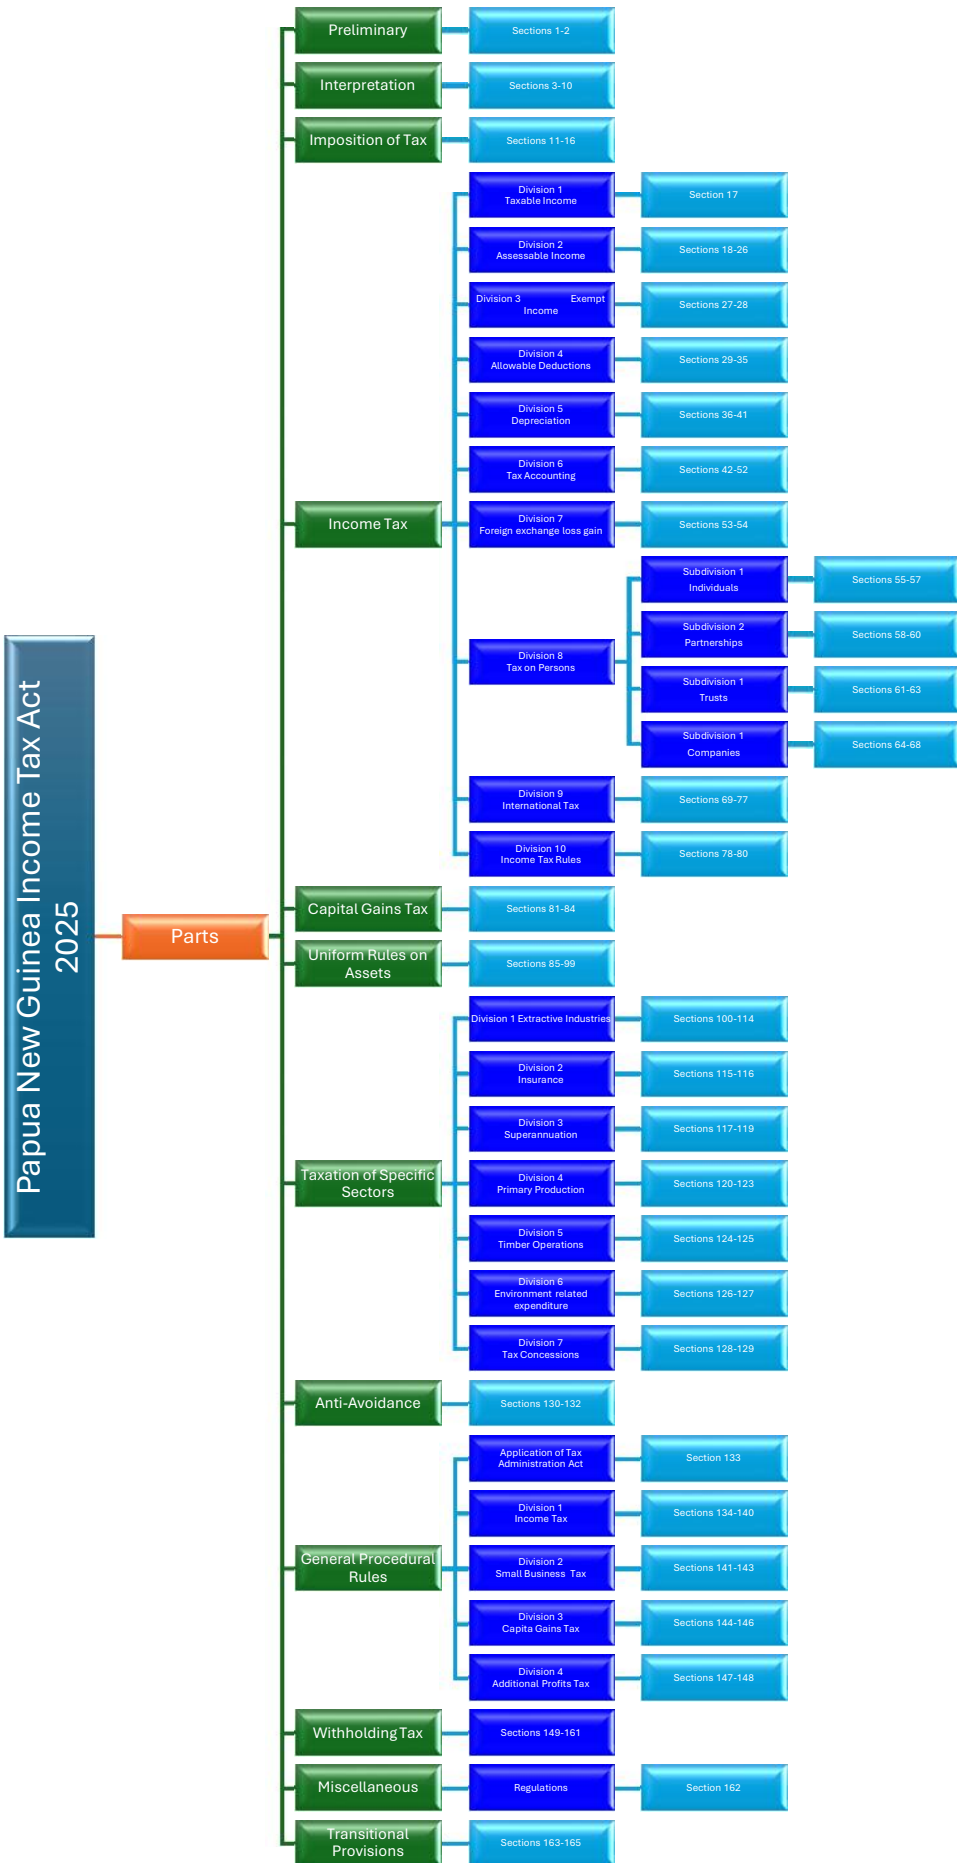 Papua New Guinea Income Tax Act
2025
Parts
Preliminary
Sections 1-2
Interpretation
Sections 3-10
Imposition of Tax
Sections 11-16
Income Tax
Division 1
Taxable Income
Section 17
Division 2
Assessable Income
Sections 18-26
Division 3 Exempt
Income
Sections 27-28
Division 4
Allowable Deductions
Sections 29-35
Division 5
Depreciation
Sections 36-41
Division 6
Tax Accounting
Sections 42-52
Division 7
Foreign exchange loss gain
Sections 53-54
Division 8
Tax on Persons
Subdivision 1
Individuals
Sections 55-57
Subdivision 2
Partnerships
Sections 58-60
Subdivision 1
Trusts
Sections 61-63
Subdivision 1
Companies
Sections 64-68
Division 9
International Tax
Sections 69-77
Division 10
Income Tax Rules
Sections 78-80
Capital Gains Tax
Sections 81-84
Uniform Rules on
Assets
Sections 85-99
Taxation of Specific
Sectors
Division 1 Extractive Industries
Sections 100-114
Division 2
Insurance
Sections 115-116
Division 3
Superannuation
Sections 117-119
Division 4
Primary Production
Sections 120-123
Division 5
Timber Operations
Sections 124-125
Division 6
Environment related
expenditure
Sections 126-127
Division 7
Tax Concessions
Sections 128-129
Anti-Avoidance
Sections 130-132
General Procedural
Rules
Application of Tax
Administration Act
Section 133
Division 1
Income Tax
Sections 134-140
Division 2
Small Business Tax
Sections 141-143
Division 3
Capita Gains Tax
Sections 144-146
Division 4
Additional Profits Tax
Sections 147-148
Withholding Tax
Sections 149-161
Miscellaneous
Regulations
Section 162
Transitional
Provisions
Sections 163-165